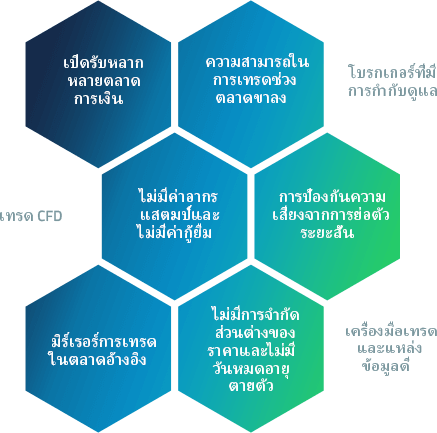 เปิดรับหลาก
หลายตลาด
การเงิน
ความสามารถใน
การเทรดช่วง
ตลาดขาลง
โบรกเกอร์ที่มี
การกำกับดูแล
เทรด CFD
ไม่มีค่าอากร
แสตมป์และ
ไม่มีค่ากู้ยืม
การป้องกันความ
เสี่ยงจากการย่อตัว
ระยะสั้น
มิร์เรอร์การเทรด
ในตลาดอ้างอิง
ไม่มีการจำกัด
ส่วนต่างของ
ราคาและไม่มี
วันหมดอายุ
ตายตัว
เครื่องมือเทรด
และแหล่ง
ข้อมูลดี